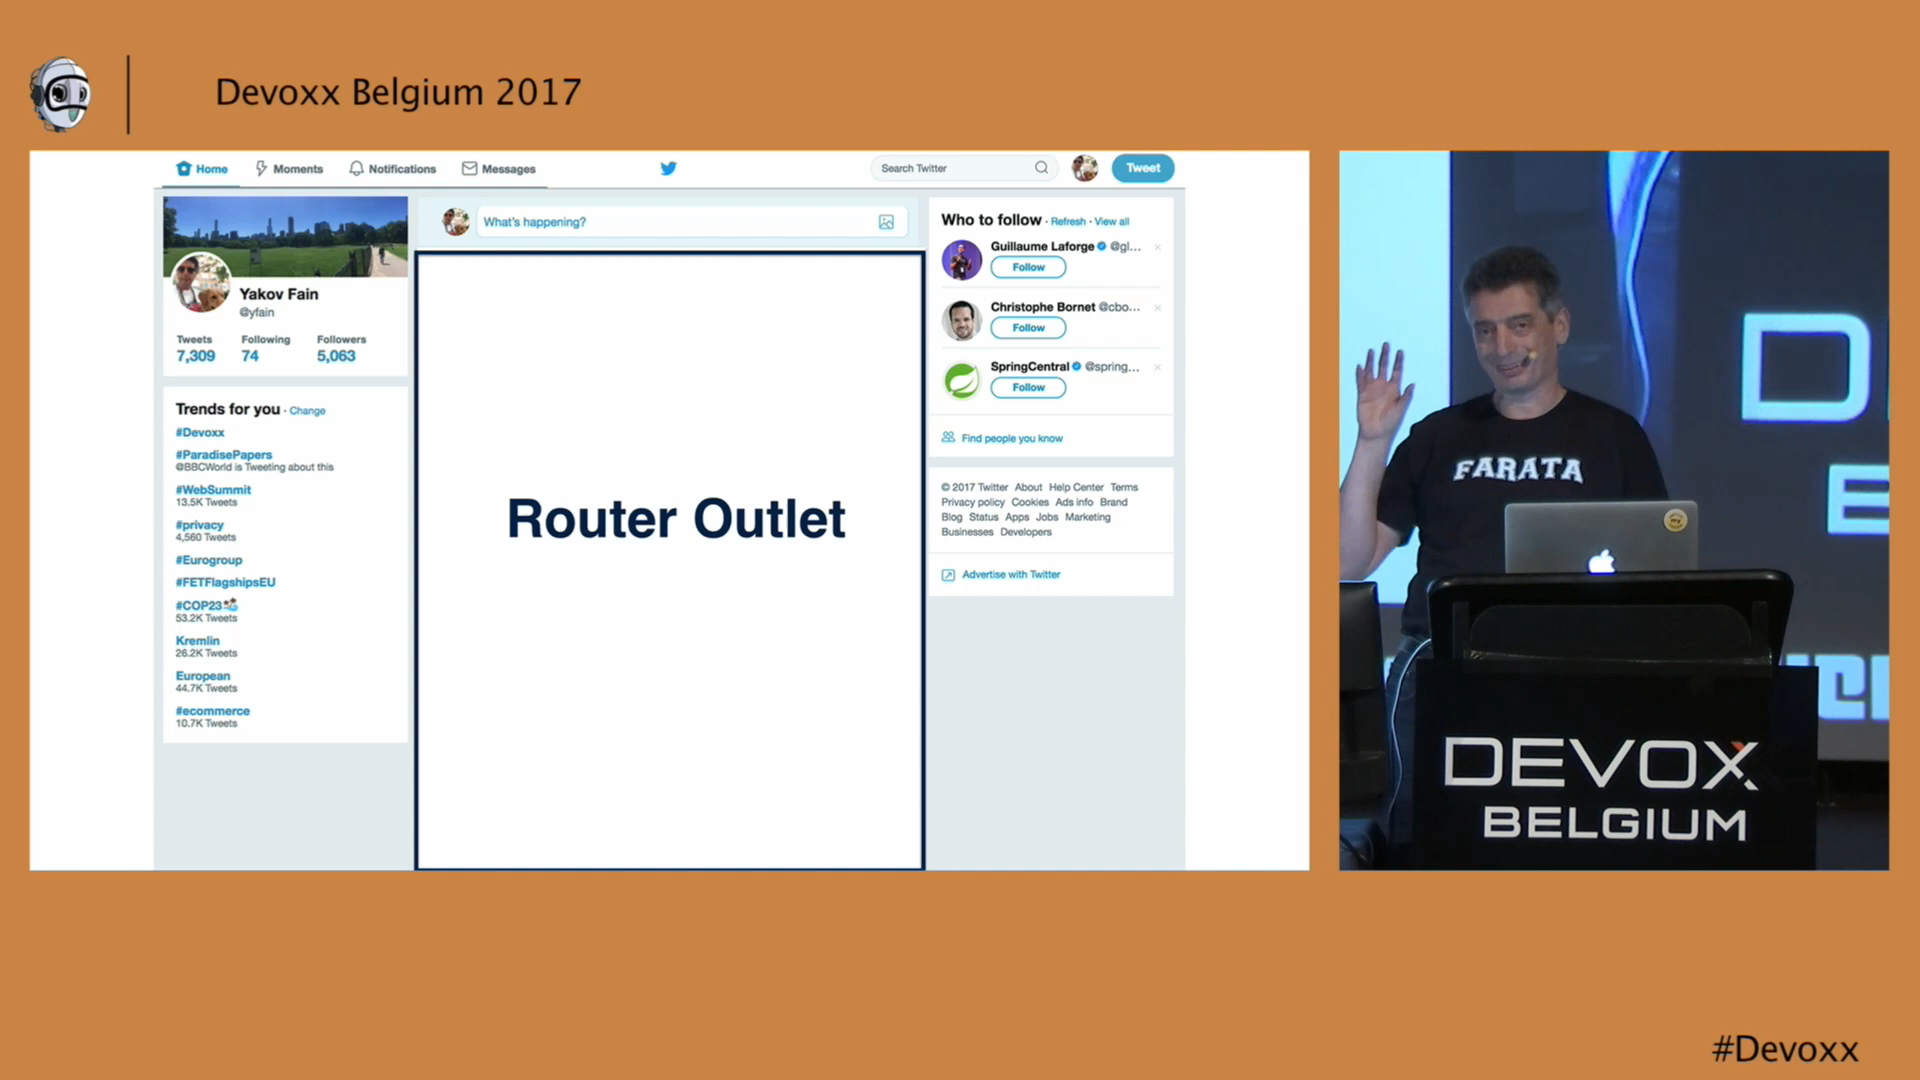 Devoxx Belgium 2017
Home Moments Notifications Messages Search Twitter Tweet
Yakov Fain
@yfain
Tweets Following Followers
7,309 74 5,063
Trends for you · Change
#Devoxx
#ParadisePapers
@BBCWorld is Tweeting about this
#WebSummit
13.5K Tweets
#privacy
4,560 Tweets
#Eurogroup
#FETFlagshipsEU
#COP23
53.2K Tweets
Kremlin
26.2K Tweets
European
44.7K Tweets
#ecommerce
10.7K Tweets
What's happening?
Router Outlet
Who to follow · Refresh · View all
Guillaume Laforge @gl...
Follow
Christophe Bornet @cbo...
Follow
SpringCentral @spring...
Follow
Find people you know
© 2017 Twitter About Help Center Terms
Privacy policy Cookies Ads info Brand
Blog Status Apps Jobs Marketing
Businesses Developers
Advertise with Twitter
FARATA
DEVOXX
BELGIUM
#Devoxx